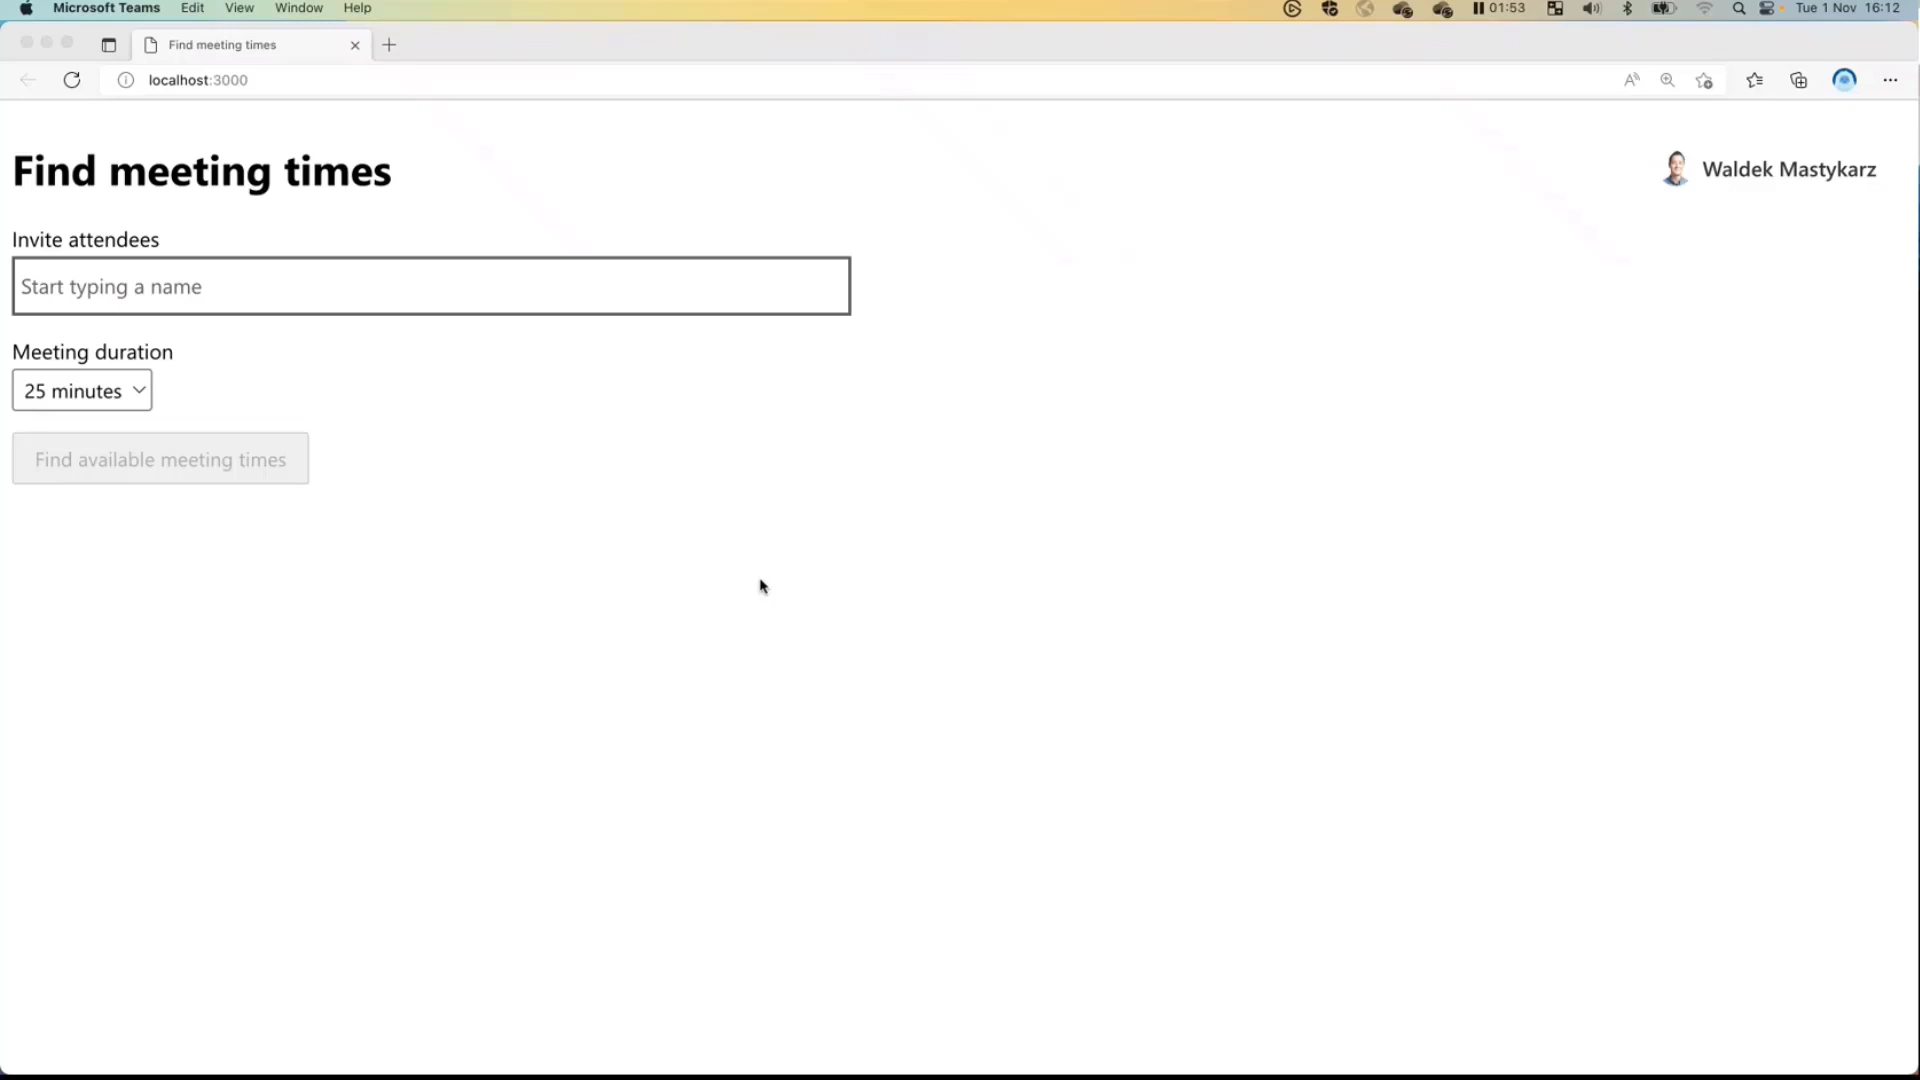 Microsoft Teams Edit View Window Help 01:53 Tue 1 Nov 16:12
Find meeting times
localhost:3000
Find meeting times
Waldek Mastykarz
Invite attendees
Start typing a name
Meeting duration
25 minutes
Find available meeting times